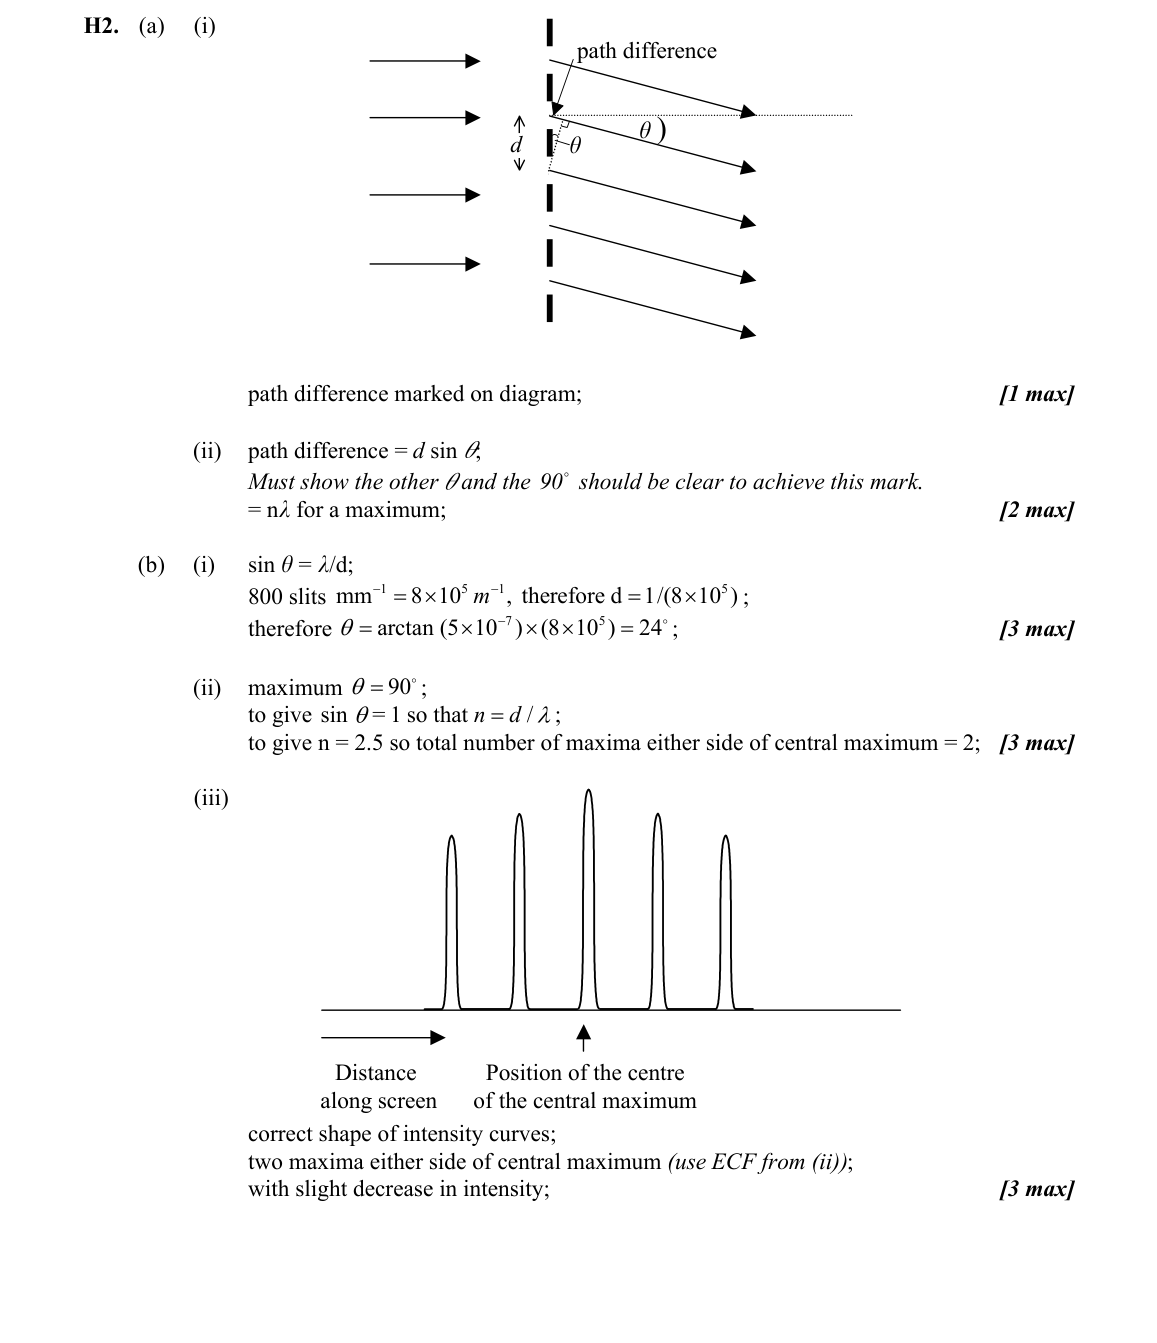 H2. (a) (i)
path difference
θ )
d
θ
path difference marked on diagram; [1 max]
(ii) path difference = d sin θ;
Must show the other θ and the 90° should be clear to achieve this mark.
= nλ for a maximum; [2 max]
(b) (i) sin θ = λ/d;
800 slits mm⁻¹ = 8×10⁵ m⁻¹, therefore d = 1/(8×10⁵) ;
therefore θ = arctan (5×10⁻⁷)×(8×10⁵) = 24° ; [3 max]
(ii) maximum θ = 90° ;
to give sin θ = 1 so that n = d / λ ;
to give n = 2.5 so total number of maxima either side of central maximum = 2; [3 max]
(iii)
Distance Position of the centre
along screen of the central maximum
correct shape of intensity curves;
two maxima either side of central maximum (use ECF from (ii));
with slight decrease in intensity; [3 max]